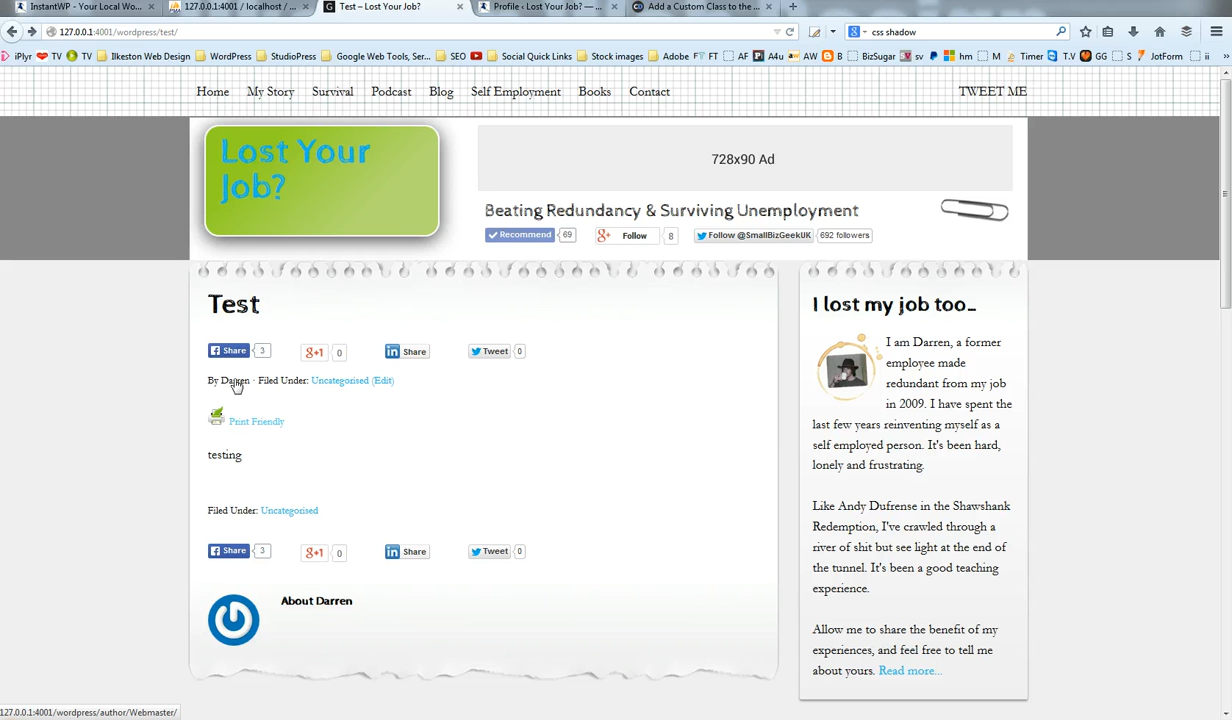 InstantWP - Your Local Wo...
127.0.0.1:4001 / localhost / ...
Test – Lost Your Job?
Profile ‹ Lost Your Job? — ...
Add a Custom Class to the ...
127.0.0.1:4001/wordpress/test/
css shadow
iPlyr
TV
TV
Ilkeston Web Design
WordPress
StudioPress
Google Web Tools, Ser...
SEO
Social Quick Links
Stock images
Adobe
FT
AF
A4u
AW
B
BizSugar
sv
hm
M
Timer
T.V
GG
S
JotForm
ii
Home
My Story
Survival
Podcast
Blog
Self Employment
Books
Contact
TWEET ME
Lost Your
Job?
728x90 Ad
Beating Redundancy & Surviving Unemployment
Recommend 69
Follow 8
Follow @SmallBizGeekUK 692 followers
Test
Share 3
g+1 0
Share
Tweet 0
By Darren · Filed Under: Uncategorised (Edit)
Print Friendly
testing
Filed Under: Uncategorised
Share 3
g+1 0
Share
Tweet 0
About Darren
I lost my job too...
I am Darren, a former
employee made
redundant from my job
in 2009. I have spent the
last few years reinventing myself as a
self employed person. It's been hard,
lonely and frustrating.
Like Andy Dufrense in the Shawshank
Redemption, I've crawled through a
river of shit but see light at the end of
the tunnel. It's been a good teaching
experience.
Allow me to share the benefit of my
experiences, and feel free to tell me
about yours. Read more...
127.0.0.1:4001/wordpress/author/Webmaster/